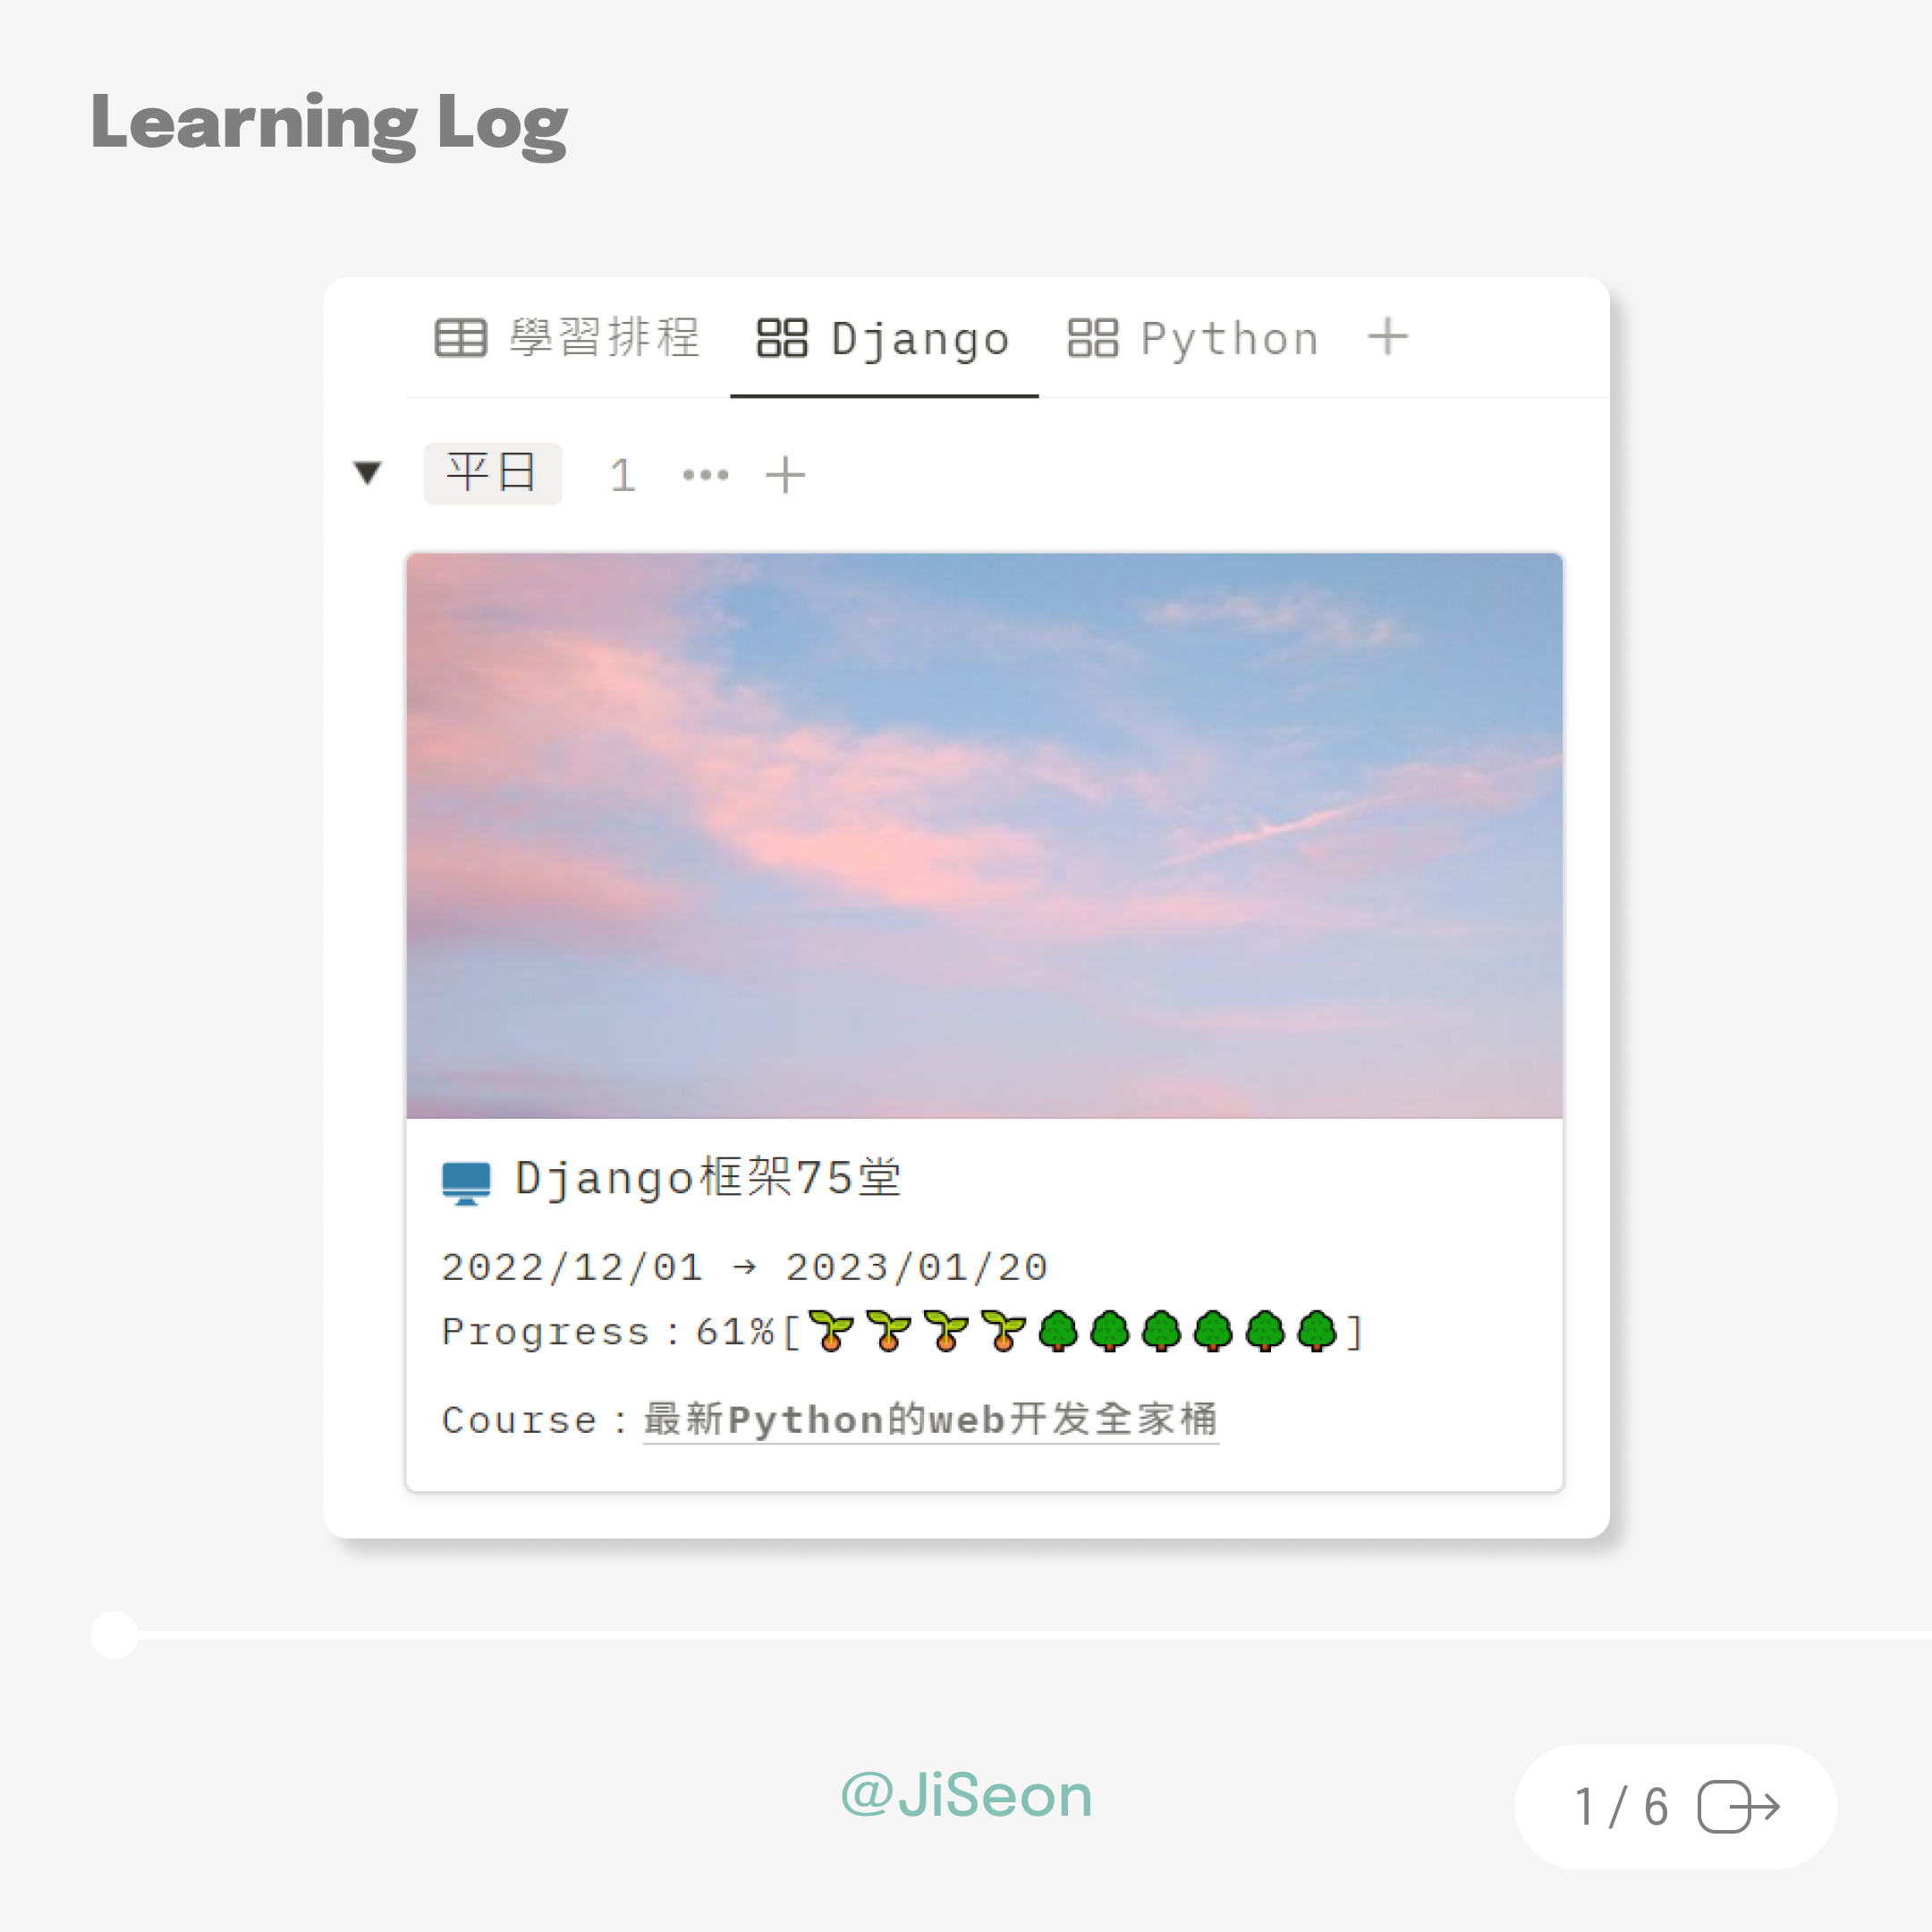 Learning Log
學習排程 Django Python +
平日 1 ••• +
Django框架75堂
2022/12/01 → 2023/01/20
Progress：61%[🌱🌱🌱🌱🌳🌳🌳🌳🌳🌳]
Course：最新Python的web开发全家桶
@JiSeon
1 / 6